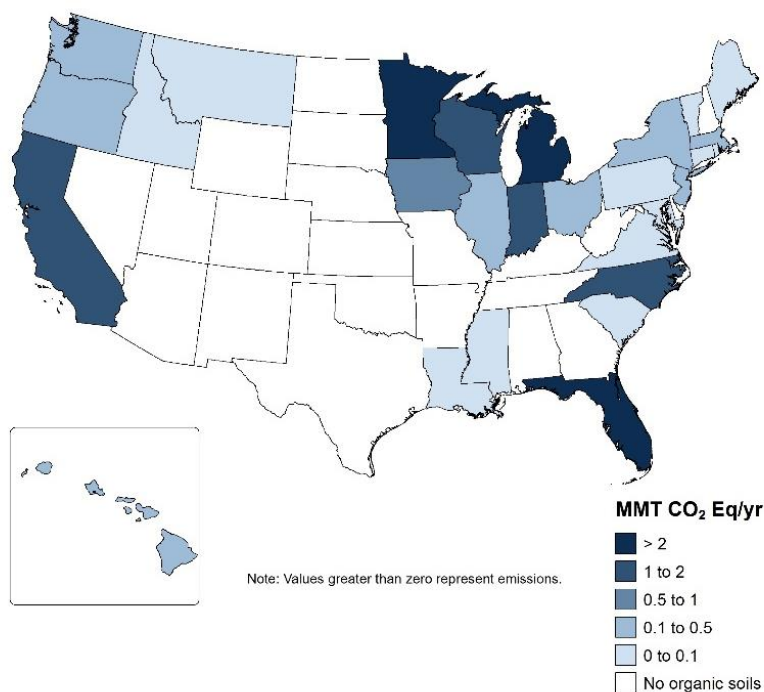 Note: Values greater than zero represent emissions.
MMT CO₂ Eq/yr
> 2
1 to 2
0.5 to 1
0.1 to 0.5
0 to 0.1
No organic soils